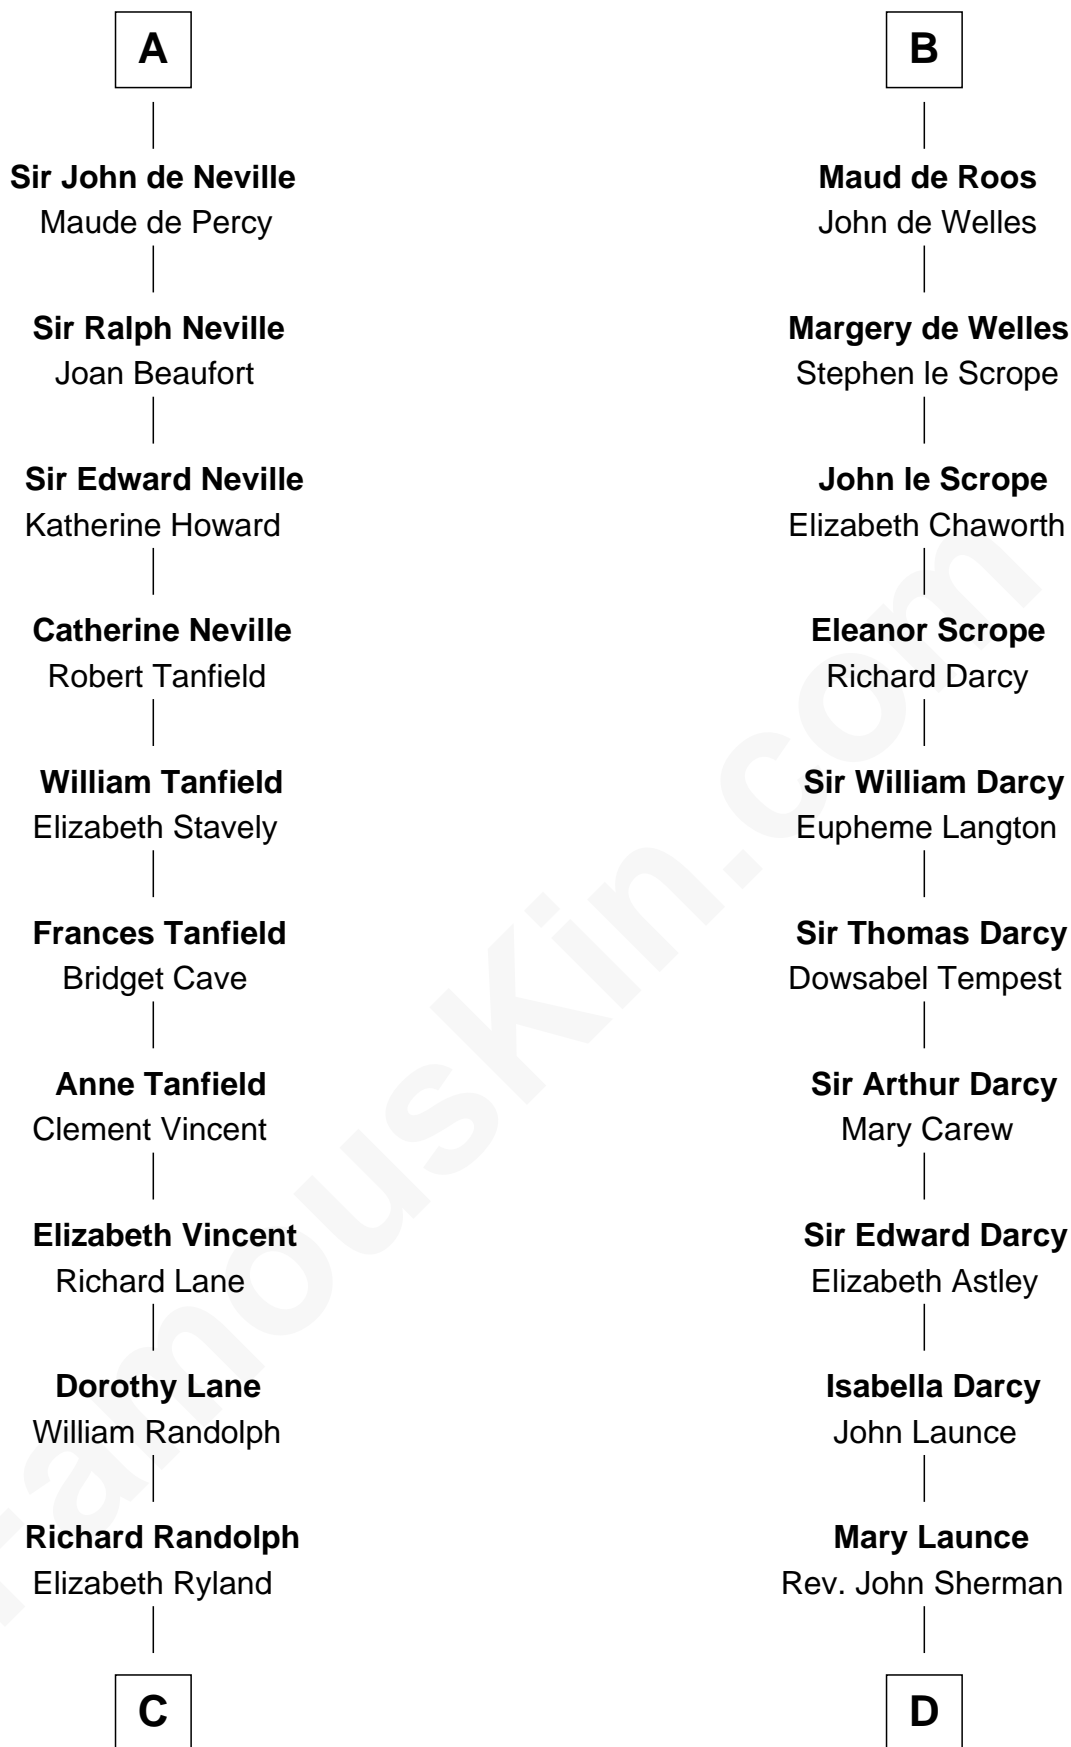 A
Sir John de Neville
Maude de Percy
Sir Ralph Neville
Joan Beaufort
Sir Edward Neville
Katherine Howard
Catherine Neville
Robert Tanfield
William Tanfield
Elizabeth Stavely
Frances Tanfield
Bridget Cave
Anne Tanfield
Clement Vincent
Elizabeth Vincent
Richard Lane
Dorothy Lane
William Randolph
Richard Randolph
Elizabeth Ryland
C
B
Maud de Roos
John de Welles
Margery de Welles
Stephen le Scrope
John le Scrope
Elizabeth Chaworth
Eleanor Scrope
Richard Darcy
Sir William Darcy
Eupheme Langton
Sir Thomas Darcy
Dowsabel Tempest
Sir Arthur Darcy
Mary Carew
Sir Edward Darcy
Elizabeth Astley
Isabella Darcy
John Launce
Mary Launce
Rev. John Sherman
D
FamousKin.com